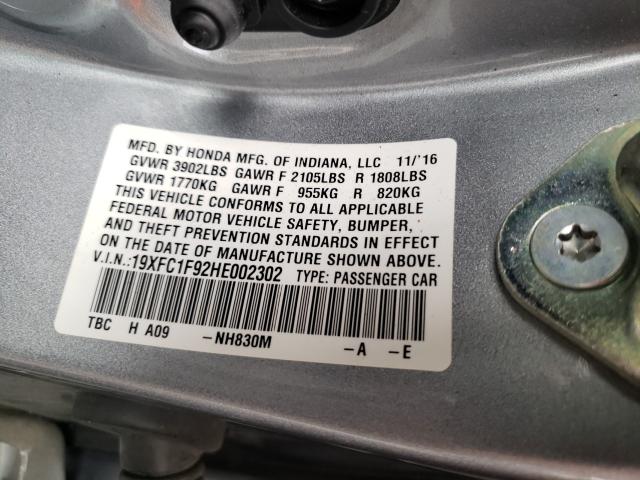 MFD. BY HONDA MFG. OF INDIANA, LLC 11/'16
GVWR 3902LBS GAWR F 2105LBS R 1808LBS
GVWR 1770KG GAWR F 955KG R 820KG
THIS VEHICLE CONFORMS TO ALL APPLICABLE
FEDERAL MOTOR VEHICLE SAFETY, BUMPER,
AND THEFT PREVENTION STANDARDS IN EFFECT
ON THE DATE OF MANUFACTURE SHOWN ABOVE.
V.I.N.:19XFC1F92HE002302 TYPE: PASSENGER CAR
TBC H A09 -NH830M -A -E